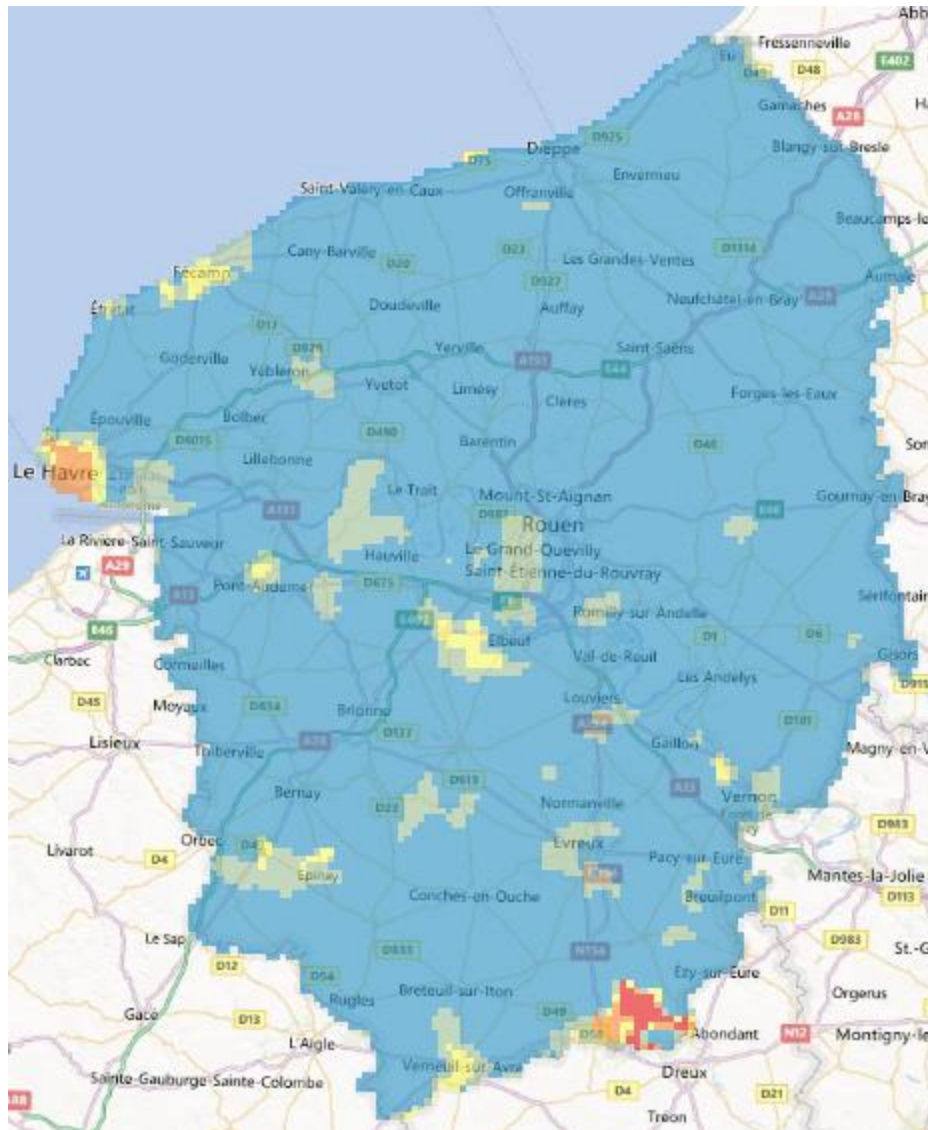 Abb
Fressenneville
E402
Eu
D49
D48
Gamaches
A28
Dieppe
D925
Blangy-sur-Bresle
D75
Envermeu
Saint-Valery-en-Caux
Offranville
Beaucamps-le
Cany-Barville
D20
D23
Les Grandes-Ventes
D1314
Fécamp
D927
Aumale
Étretat
Doudeville
Auffay
Neufchâtel-en-Bray
A29
D17
Goderville
D926
Yerville
A151
E44
Saint-Saëns
Yébleron
Yvetot
Limésy
Clères
Forges-les-Eaux
Épouville
Bolbec
D6015
D490
Barentin
D46
Son
Le Havre
Lillebonne
Le Trait
Mount-St-Aignan
Gournay-en-Bray
A131
D982
Rouen
E46
La Riviere-Saint-Sauveur
Hauville
Le Grand-Quevilly
A29
Pont-Audemer
D675
Saint-Étienne-du-Rouvray
A13
Sérifontain
Romilly-sur-Andelle
E46
Elbeuf
D1
D6
Clarbec
Cormeilles
Val-de-Reuil
Gisors
D45
Moyaux
D834
Brionne
Louviers
Les Andelys
D915
Lisieux
A28
D137
Gaillon
D181
Magny-en-V
Thiberville
D613
A13
Bernay
D22
Normanville
Vernon
Orbec
D983
Livarot
D4
Evreux
Pacy-sur-Eure
Epinay
Mantes-la-Jolie
Conches-en-Ouche
Breuilpont
D113
D11
Le Sap
D833
N154
D983
St.-G
D12
D54
Ezy-sur-Eure
Breteuil-sur-Iton
Orgerus
Gacé
D13
Rugles
D49
Abondant
N12
Montigny-le
L'Aigle
Verneuil-sur-Avre
Dreux
Sainte-Gauburge-Sainte-Colombe
D4
D21
Tréon